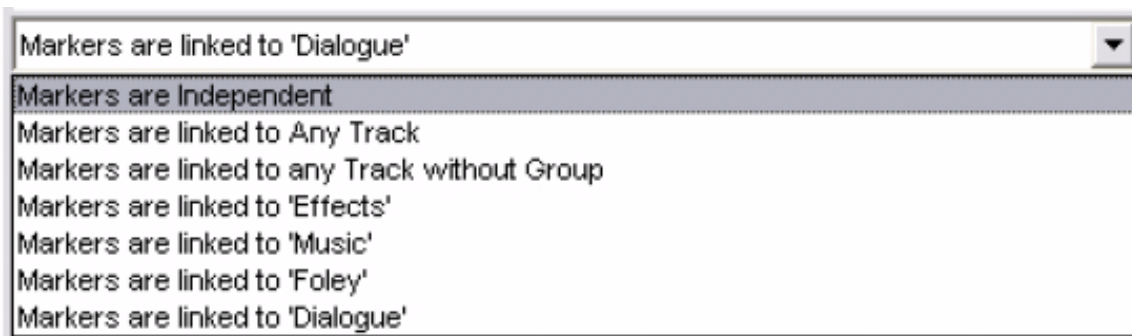 Markers are linked to 'Dialogue'
Markers are Independent
Markers are linked to Any Track
Markers are linked to any Track without Group
Markers are linked to 'Effects'
Markers are linked to 'Music'
Markers are linked to 'Foley'
Markers are linked to 'Dialogue'